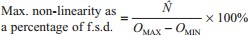 Max. non-linearity as
a percentage of f.s.d. = N̂ / (O_MAX − O_MIN) × 100%